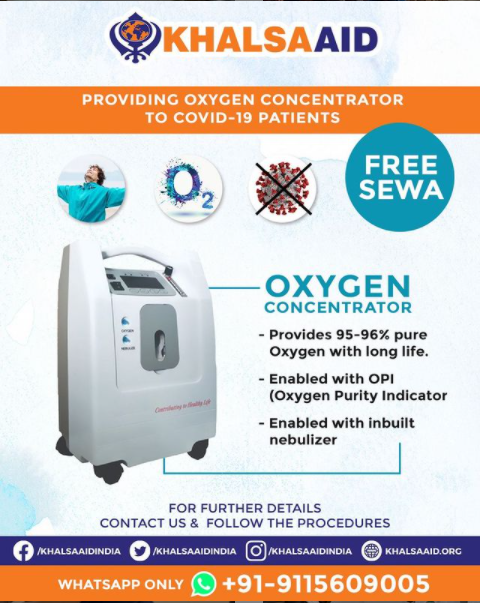 KHALSAAID
PROVIDING OXYGEN CONCENTRATOR
TO COVID-19 PATIENTS
FREE
SEWA
O2
OXYGEN
CONCENTRATOR
- Provides 95-96% pure
Oxygen with long life.
- Enabled with OPI
(Oxygen Purity Indicator
- Enabled with inbuilt
nebulizer
OXYGEN
NEBULIZE
Contributing to Healthy Life
FOR FURTHER DETAILS
CONTACT US & FOLLOW THE PROCEDURES
/KHALSAAIDINDIA /KHALSAAIDINDIA /KHALSAAIDINDIA KHALSAAID.ORG
WHATSAPP ONLY +91-9115609005